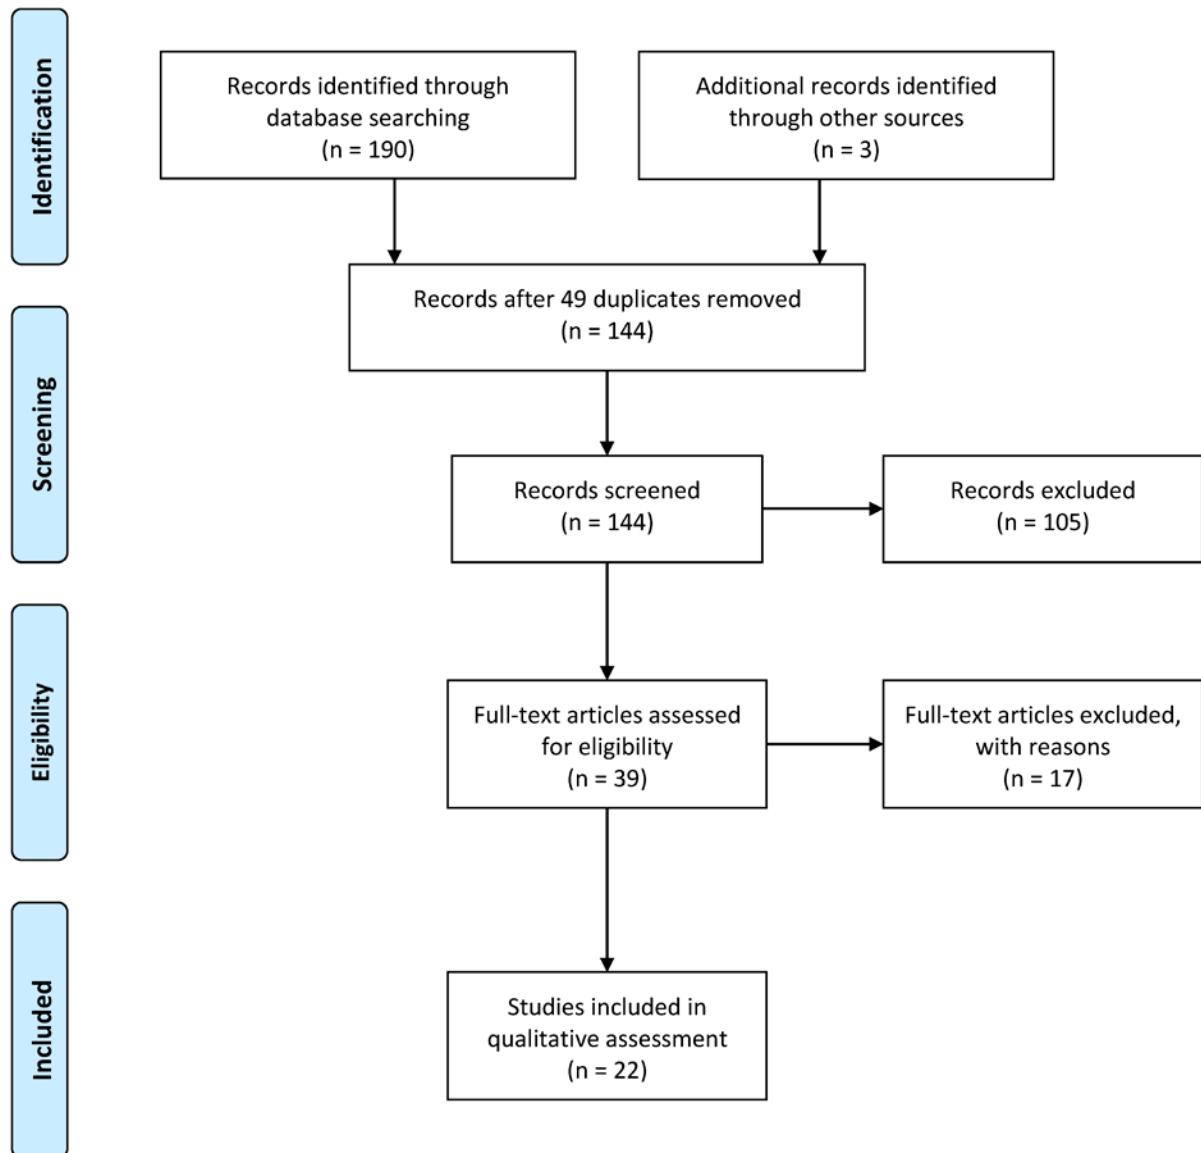 Identification
Records identified through
database searching
(n = 190)
Additional records identified
through other sources
(n = 3)
Records after 49 duplicates removed
(n = 144)
Screening
Records screened
(n = 144)
Records excluded
(n = 105)
Eligibility
Full-text articles assessed
for eligibility
(n = 39)
Full-text articles excluded,
with reasons
(n = 17)
Included
Studies included in
qualitative assessment
(n = 22)